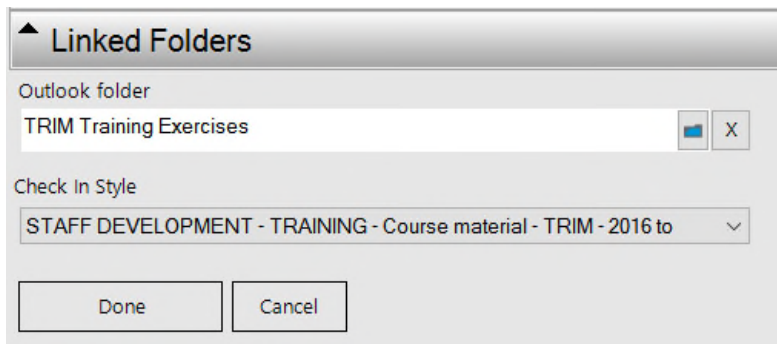 Linked Folders
Outlook folder
TRIM Training Exercises
X
Check In Style
STAFF DEVELOPMENT - TRAINING - Course material - TRIM - 2016 to
Done
Cancel